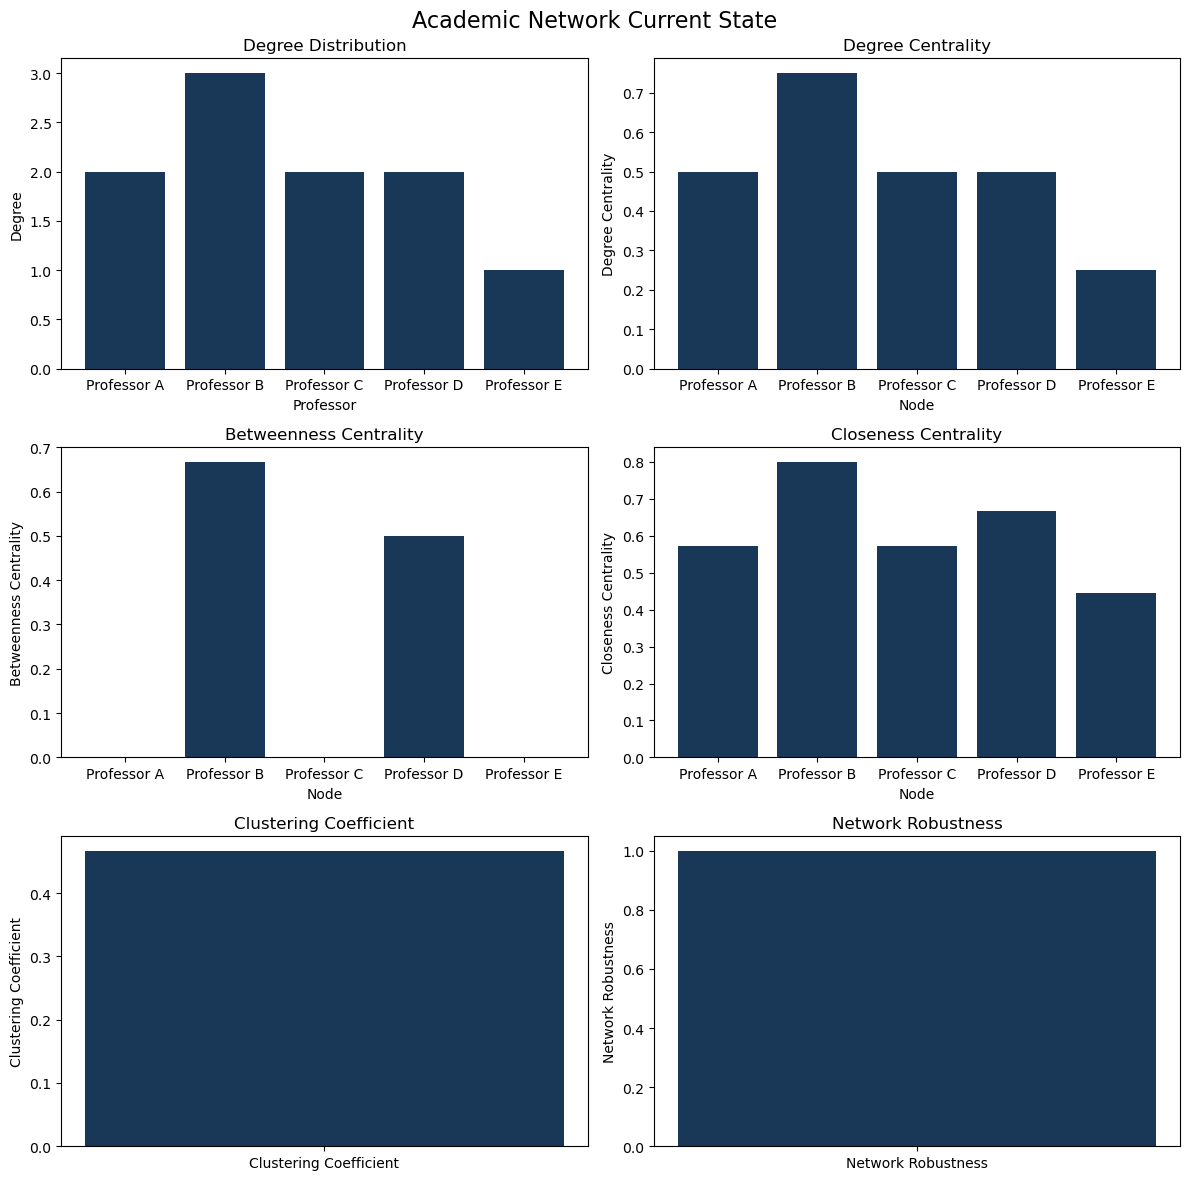 Academic Network Current State
Degree Distribution
Degree
3.0
2.5
2.0
1.5
1.0
0.5
0.0
Professor A Professor B Professor C Professor D Professor E
Professor
Degree Centrality
Degree Centrality
0.7
0.6
0.5
0.4
0.3
0.2
0.1
0.0
Professor A Professor B Professor C Professor D Professor E
Node
Betweenness Centrality
Betweenness Centrality
0.7
0.6
0.5
0.4
0.3
0.2
0.1
0.0
Professor A Professor B Professor C Professor D Professor E
Node
Closeness Centrality
Closeness Centrality
0.8
0.7
0.6
0.5
0.4
0.3
0.2
0.1
0.0
Professor A Professor B Professor C Professor D Professor E
Node
Clustering Coefficient
Clustering Coefficient
0.4
0.3
0.2
0.1
0.0
Clustering Coefficient
Network Robustness
Network Robustness
1.0
0.8
0.6
0.4
0.2
0.0
Network Robustness